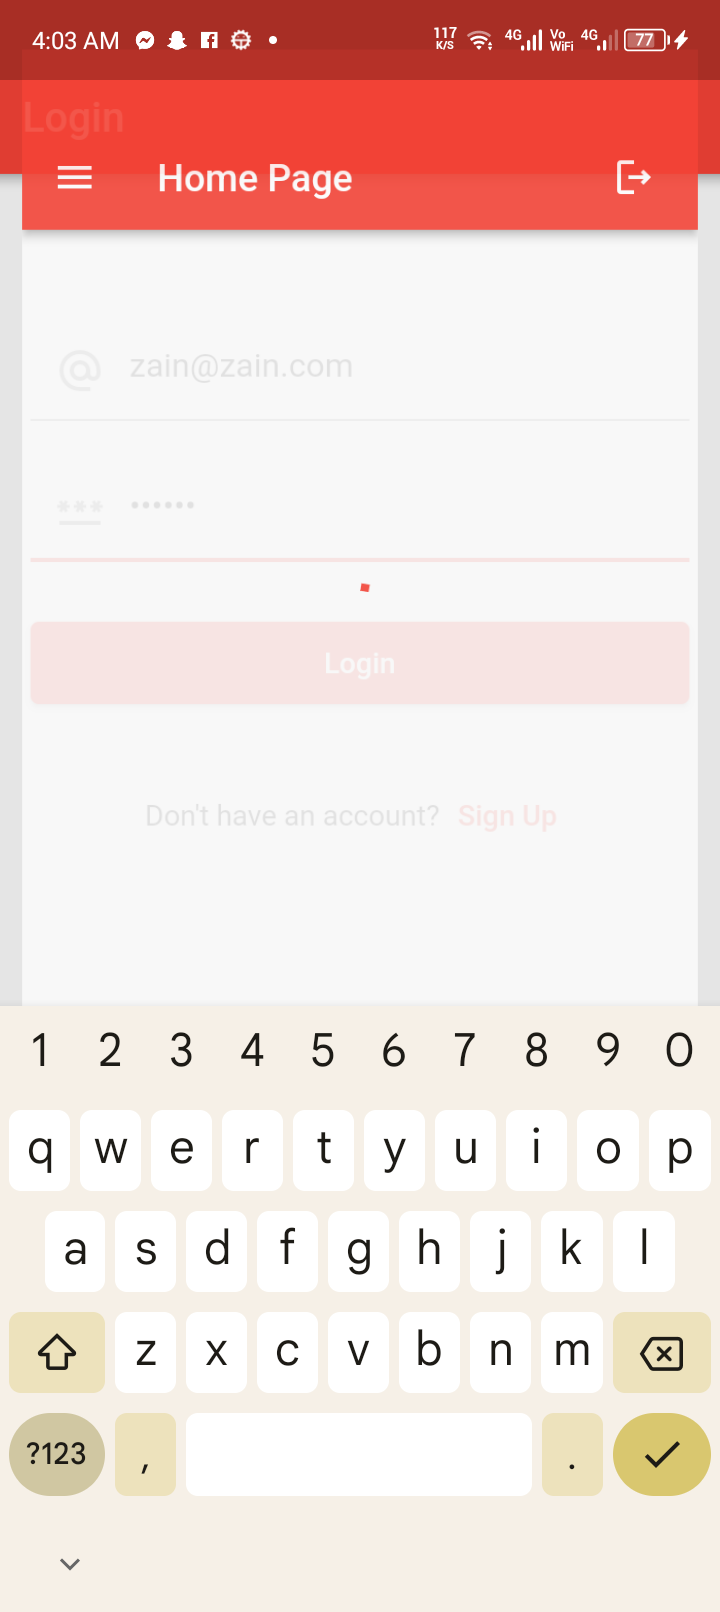 4:03 AM 117 K/S 4G Vo WiFi 4G 77
Login
Home Page
zain@zain.com
••••••
Login
Don't have an account? Sign Up
1 2 3 4 5 6 7 8 9 0
q w e r t y u i o p
a s d f g h j k l
z x c v b n m
?123 , .